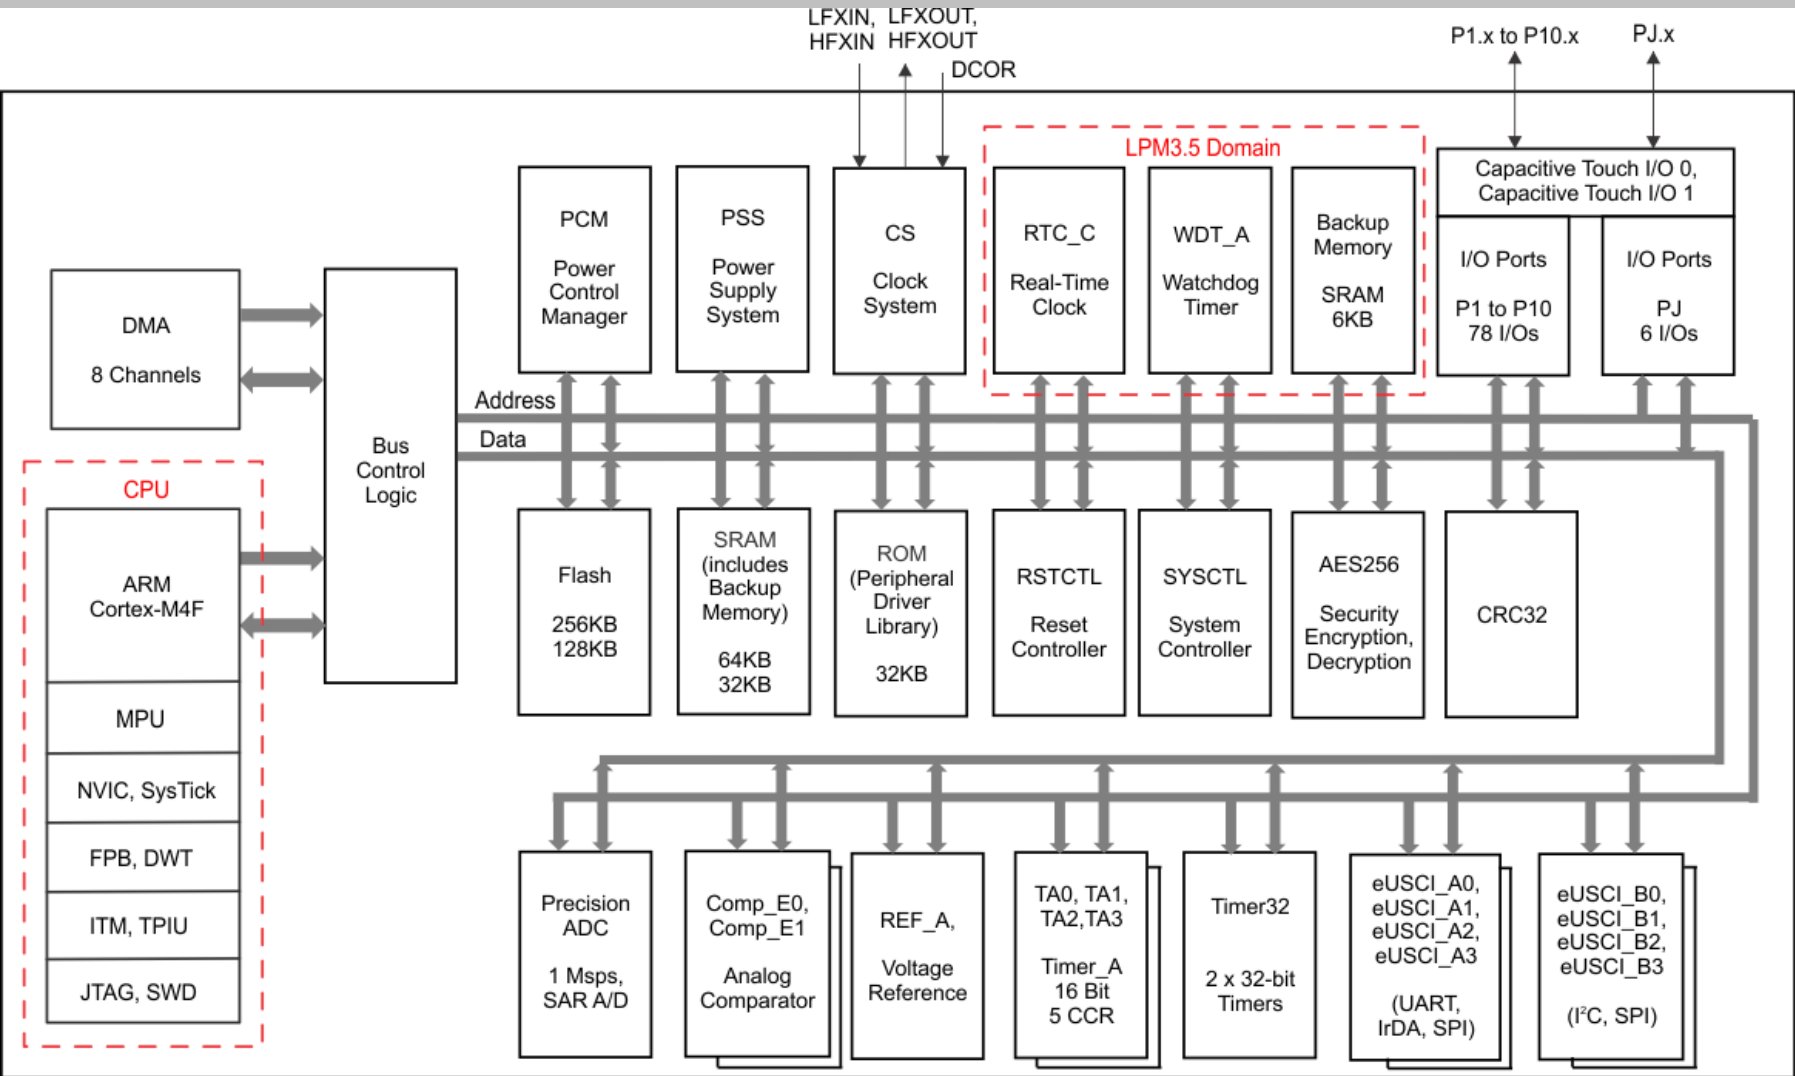 LFXIN, LFXOUT,
HFXIN HFXOUT
DCOR
P1.x to P10.x
PJ.x
LPM3.5 Domain
PCM
Power
Control
Manager
PSS
Power
Supply
System
CS
Clock
System
RTC_C
Real-Time
Clock
WDT_A
Watchdog
Timer
Backup
Memory
SRAM
6KB
Capacitive Touch I/O 0,
Capacitive Touch I/O 1
I/O Ports
P1 to P10
78 I/Os
I/O Ports
PJ
6 I/Os
DMA
8 Channels
Bus
Control
Logic
Address
Data
CPU
ARM
Cortex-M4F
MPU
NVIC, SysTick
FPB, DWT
ITM, TPIU
JTAG, SWD
Flash
256KB
128KB
SRAM
(includes
Backup
Memory)
64KB
32KB
ROM
(Peripheral
Driver
Library)
32KB
RSTCTL
Reset
Controller
SYSCTL
System
Controller
AES256
Security
Encryption,
Decryption
CRC32
Precision
ADC
1 Msps,
SAR A/D
Comp_E0,
Comp_E1
Analog
Comparator
REF_A,
Voltage
Reference
TA0, TA1,
TA2,TA3
Timer_A
16 Bit
5 CCR
Timer32
2 x 32-bit
Timers
eUSCI_A0,
eUSCI_A1,
eUSCI_A2,
eUSCI_A3
(UART,
IrDA, SPI)
eUSCI_B0,
eUSCI_B1,
eUSCI_B2,
eUSCI_B3
(I²C, SPI)